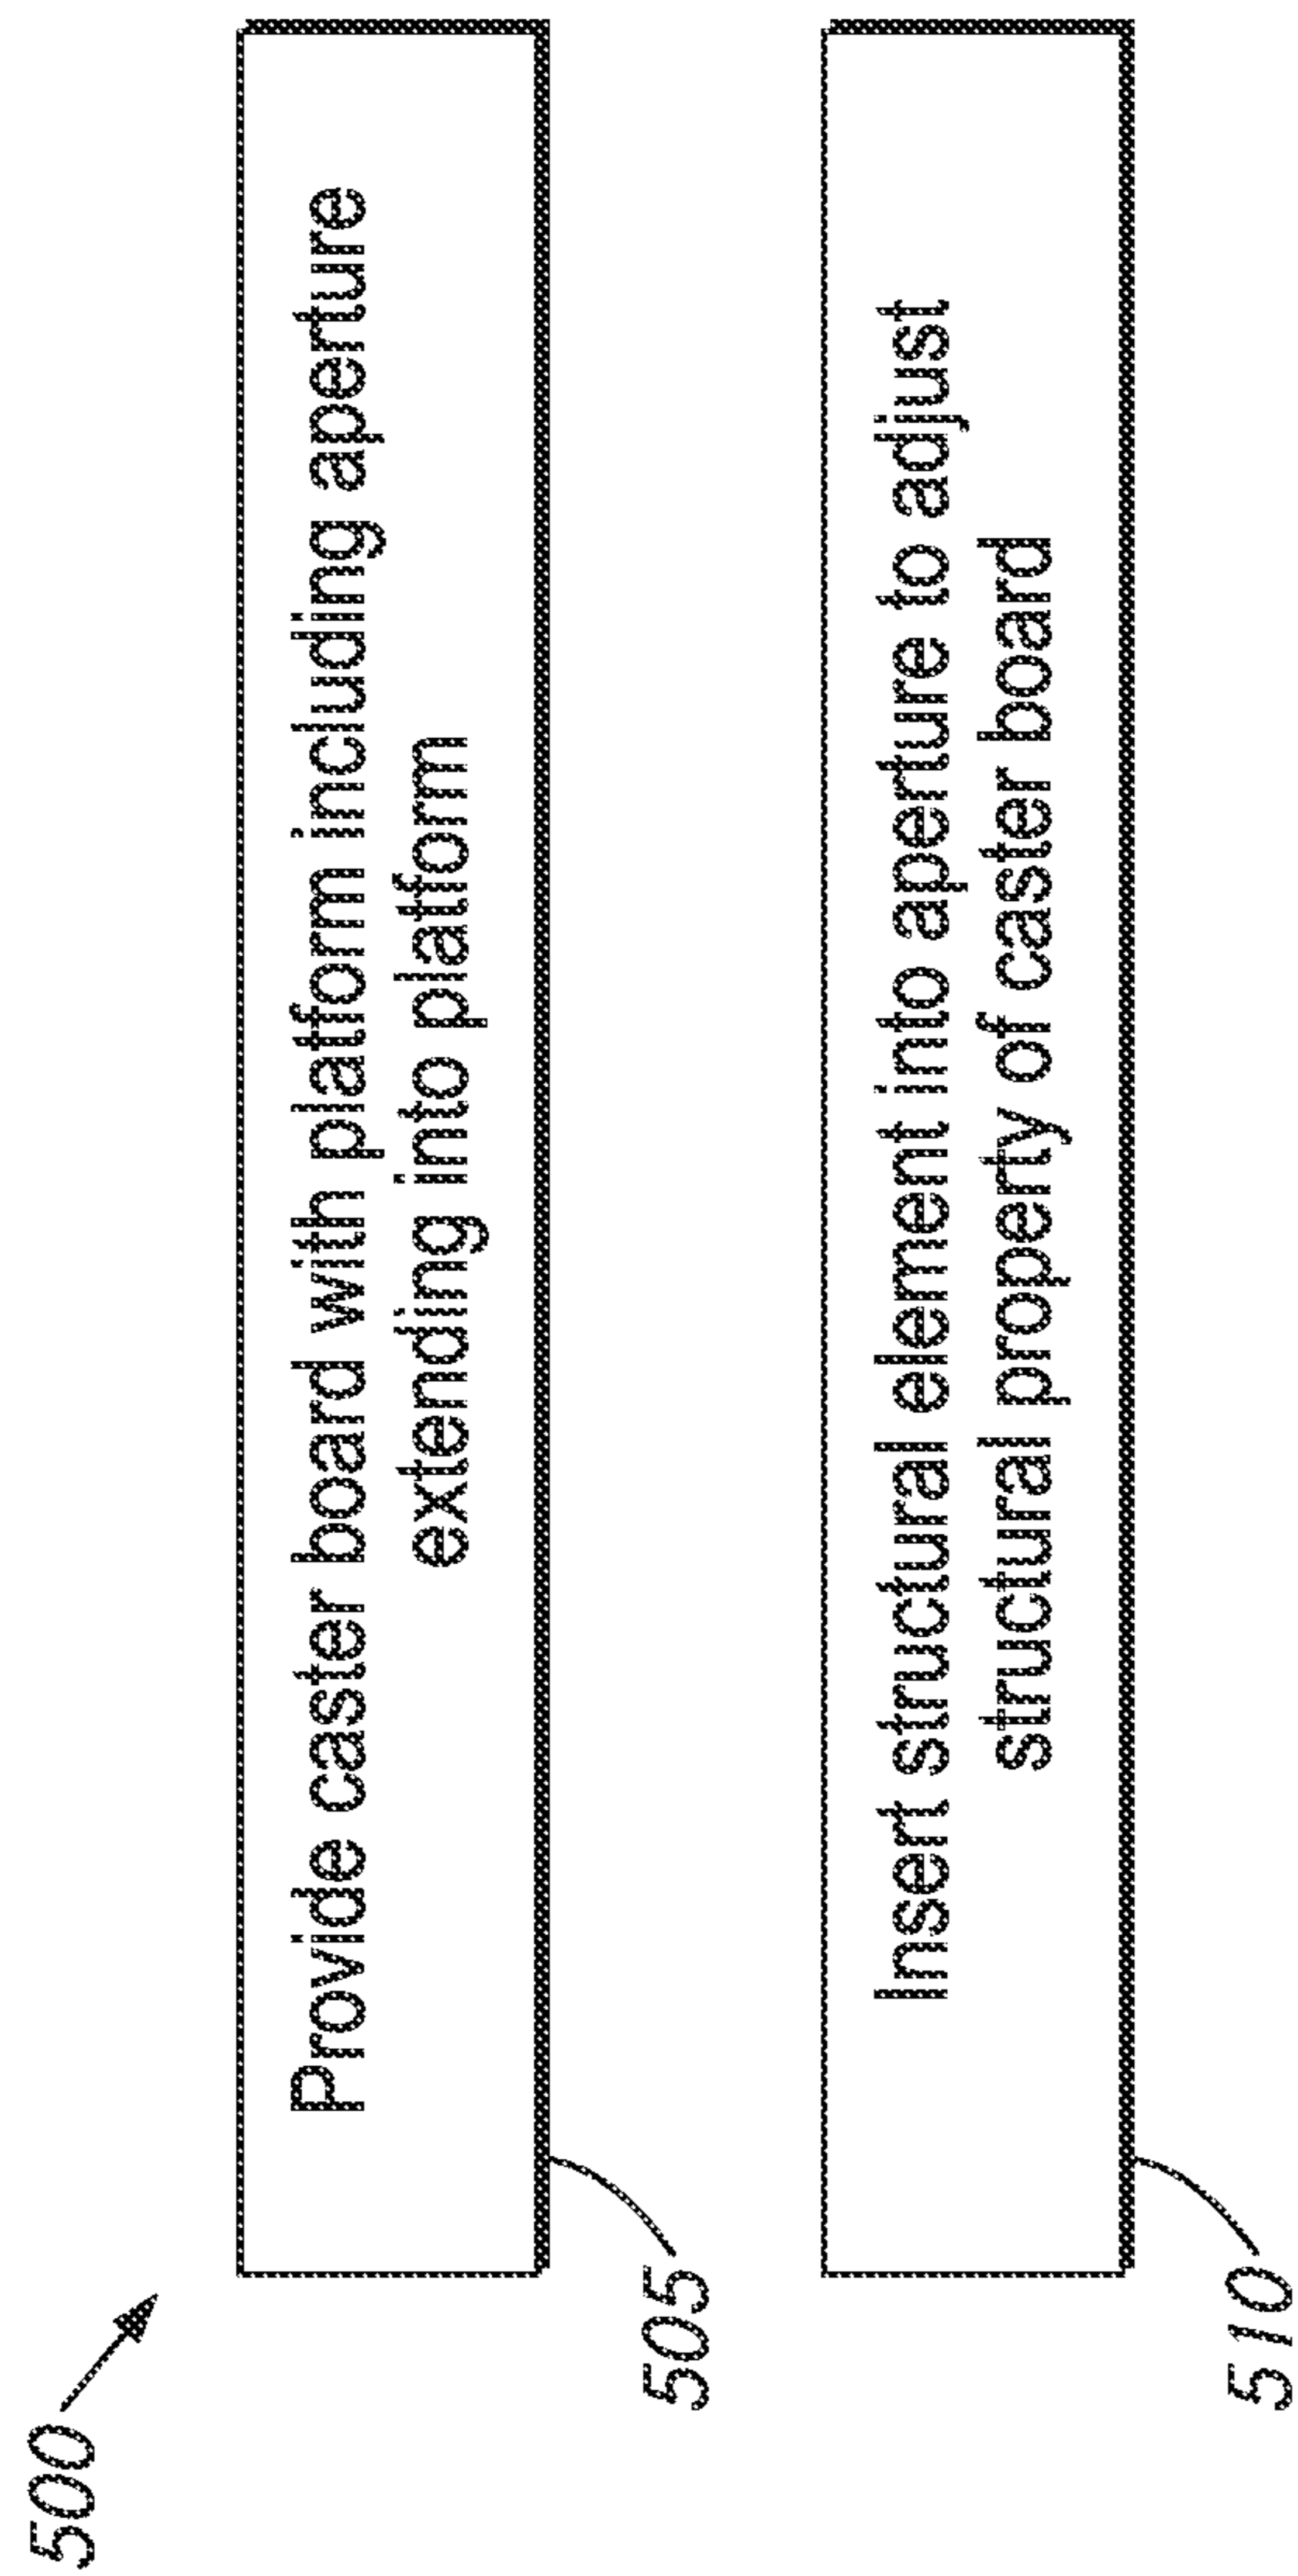 500
Provide caster board with platform including aperture
extending into platform
505
Insert structural element into aperture to adjust
structural property of caster board
510